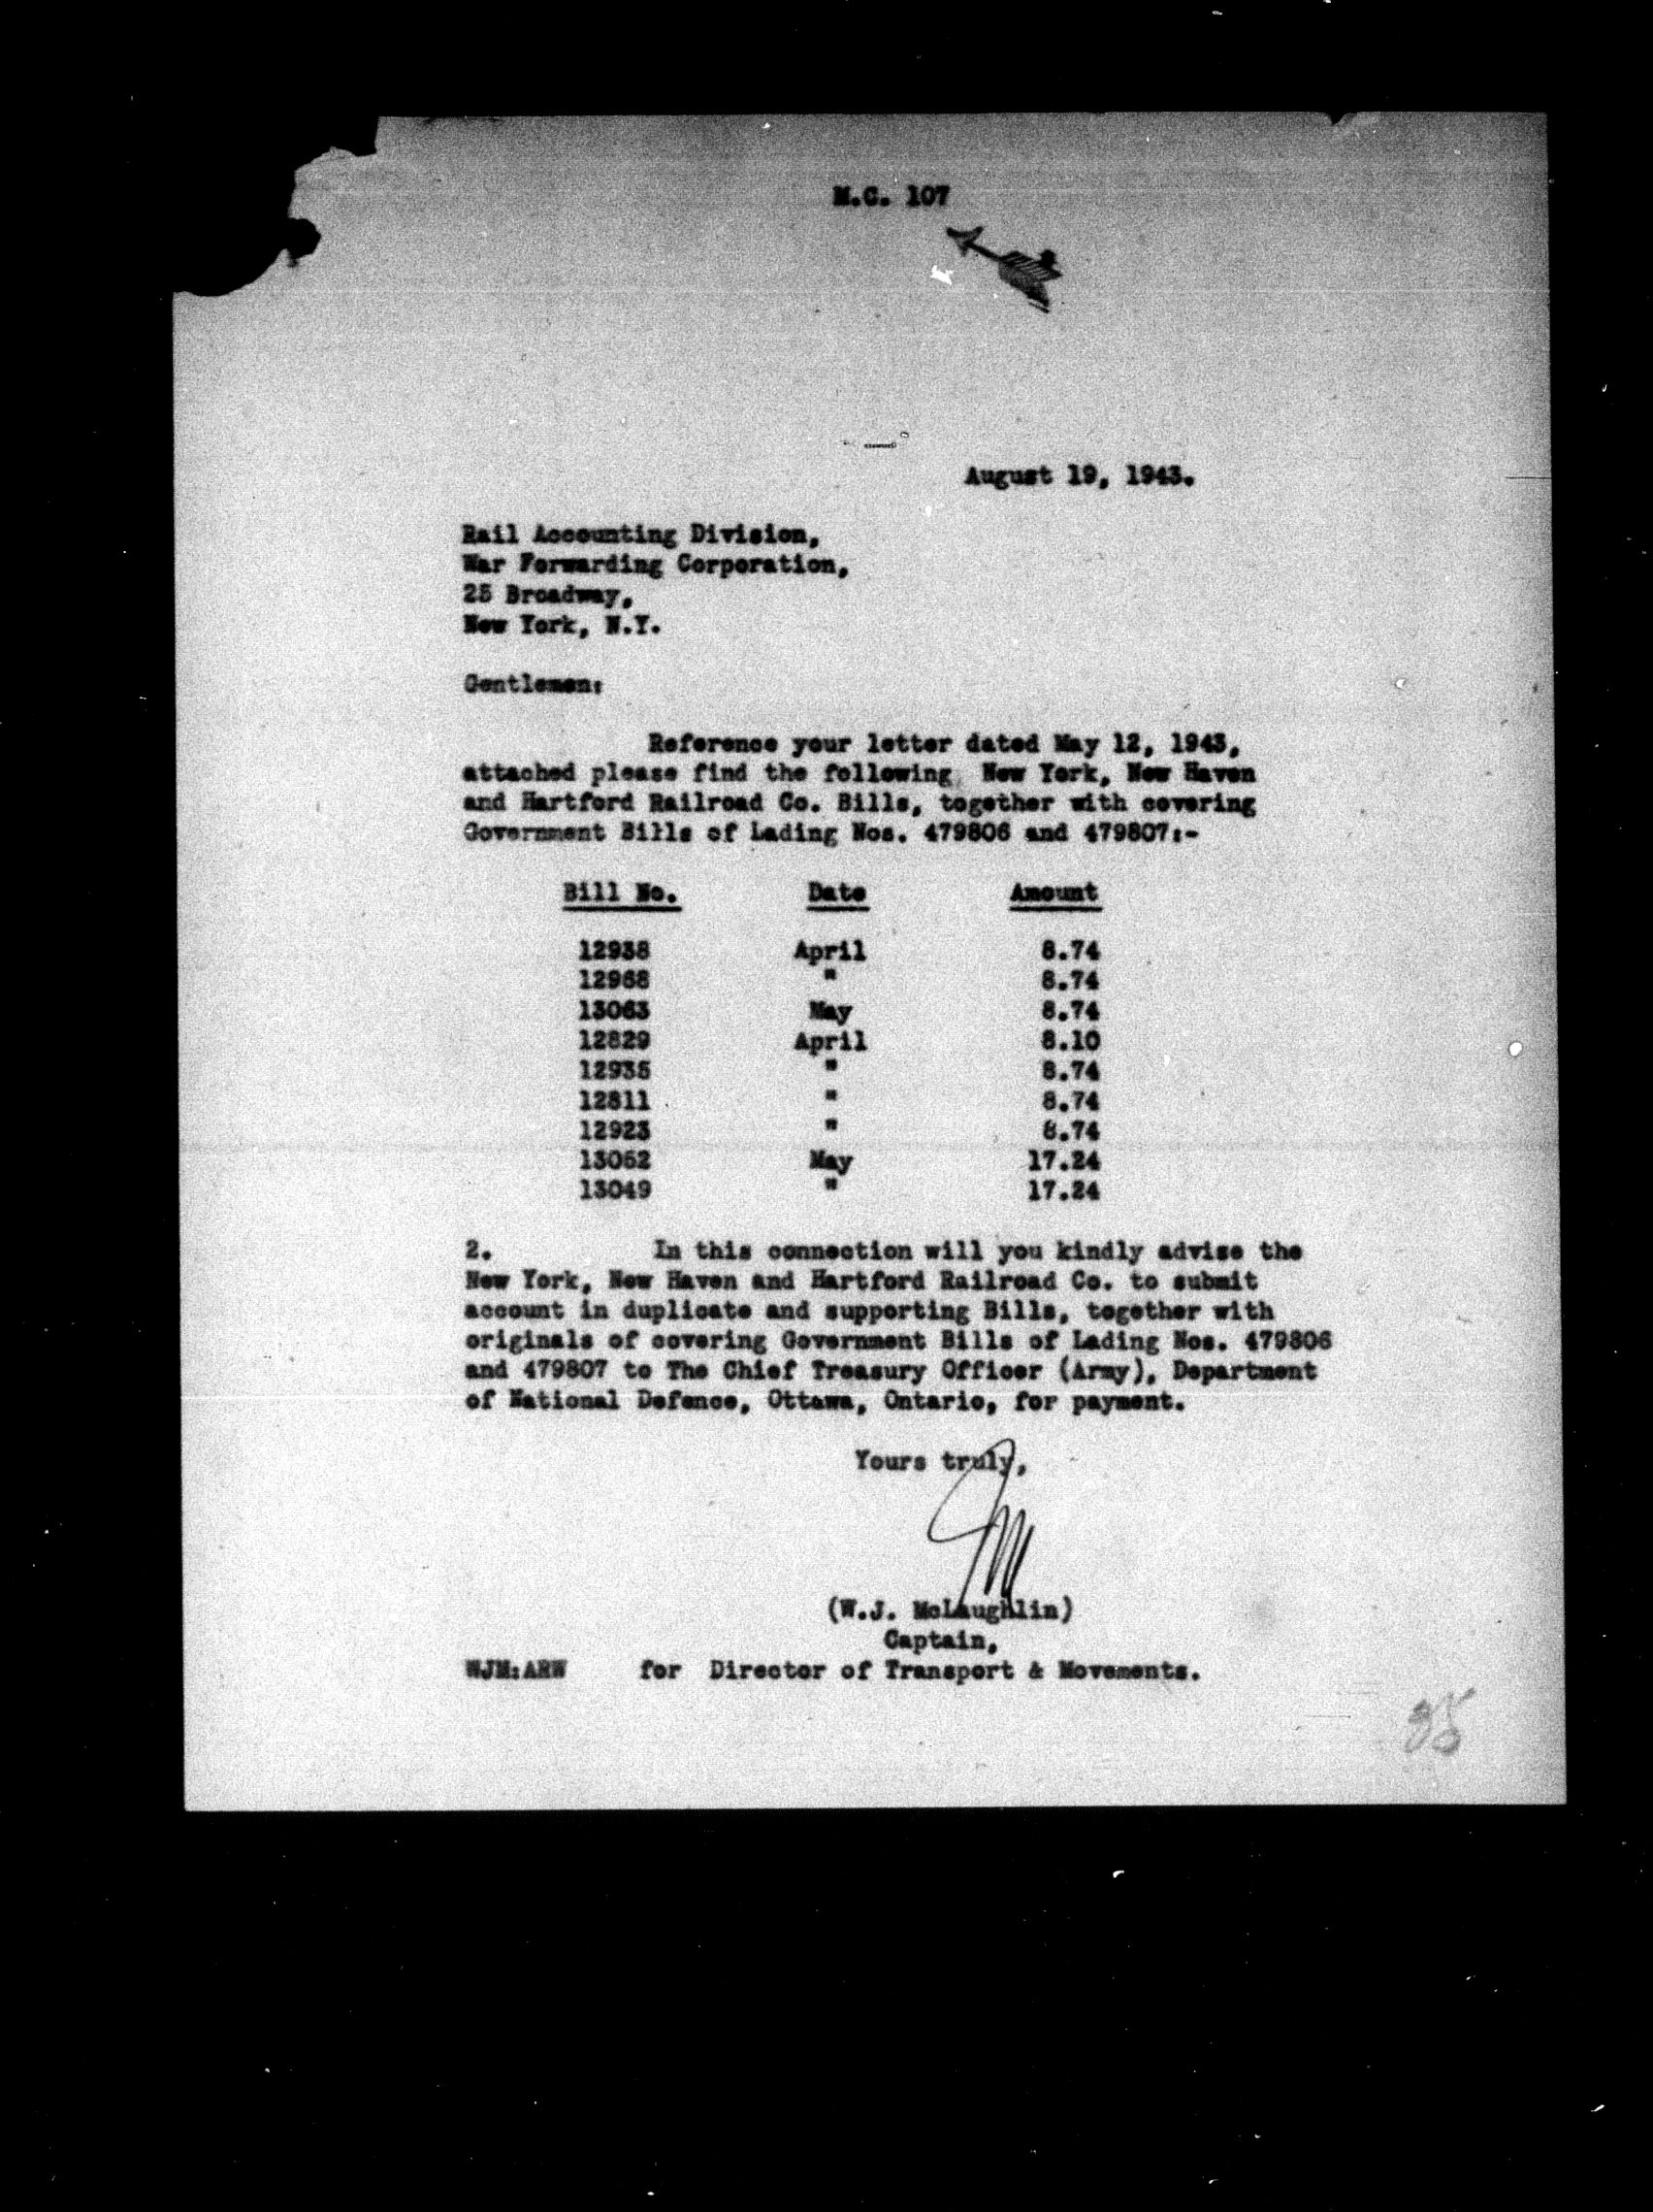 M.C. 107
August 19, 1943.
Rail Accounting Division,
War Forwarding Corporation,
25 Broadway,
New York, N.Y.
Gentlemen:
Reference your letter dated May 12, 1943,
attached please find the following New York, New Haven
and Hartford Railroad Co. Bills, together with covering
Government Bills of Lading Nos. 479806 and 479807:-
Bill No. Date Amount
12938 April 8.74
12968 " 8.74
13063 May 8.74
12829 April 8.10
12935 " 8.74
12811 " 8.74
12923 " 8.74
13052 May 17.24
13049 " 17.24
2. In this connection will you kindly advise the
New York, New Haven and Hartford Railroad Co. to submit
account in duplicate and supporting Bills, together with
originals of covering Government Bills of Lading Nos. 479806
and 479807 to The Chief Treasury Officer (Army), Department
of National Defence, Ottawa, Ontario, for payment.
Yours truly,
(W.J. McLaughlin)
Captain,
WJM:ARW for Director of Transport & Movements.